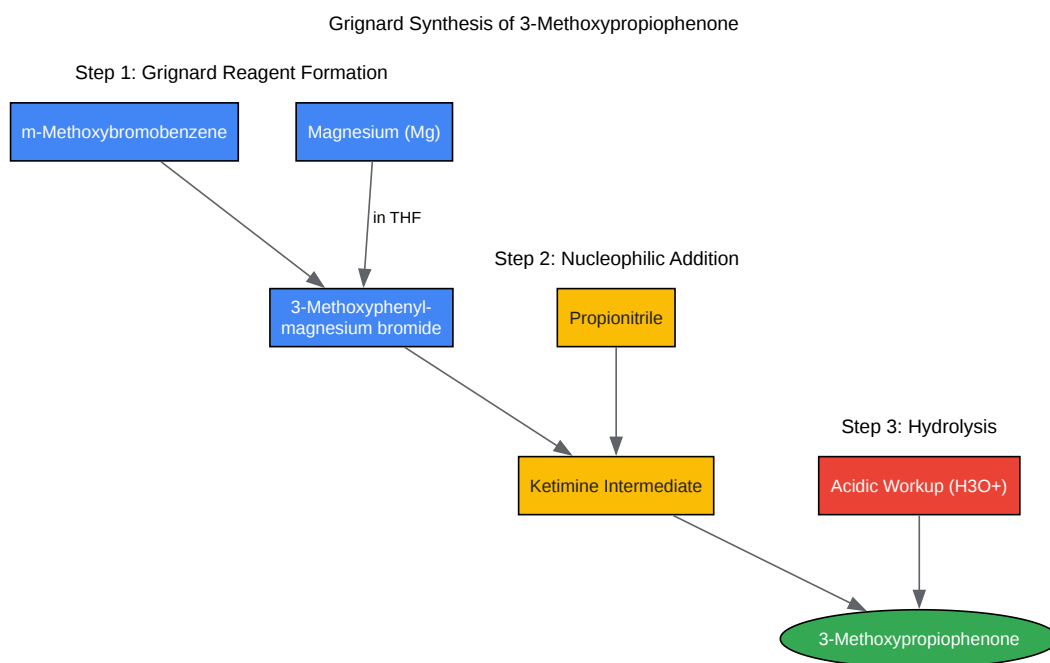 Grignard Synthesis of 3-Methoxypropiophenone
Step 1: Grignard Reagent Formation
m-Methoxybromobenzene
Magnesium (Mg)
in THF
Step 2: Nucleophilic Addition
3-Methoxyphenyl-
magnesium bromide
Propionitrile
Step 3: Hydrolysis
Ketimine Intermediate
Acidic Workup (H3O+)
3-Methoxypropiophenone